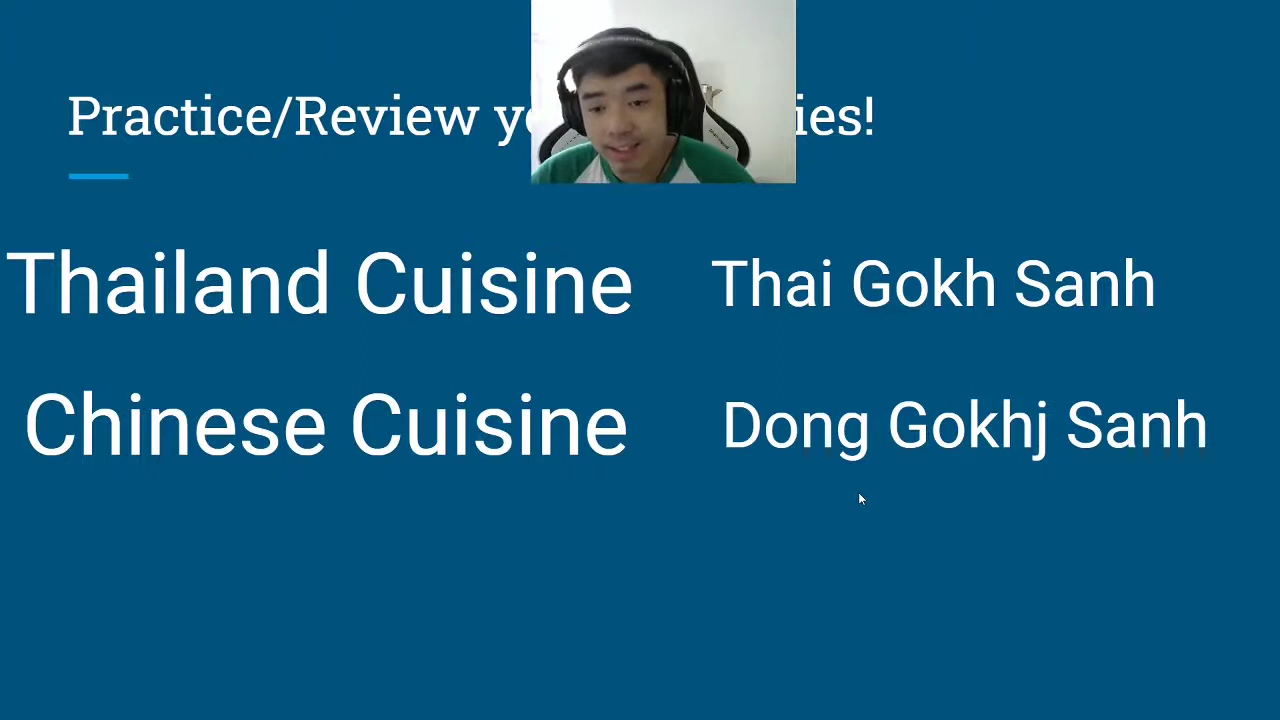 Practice/Review ies!
Thailand Cuisine Thai Gokh Sanh
Chinese Cuisine Dong Gokhj Sanh